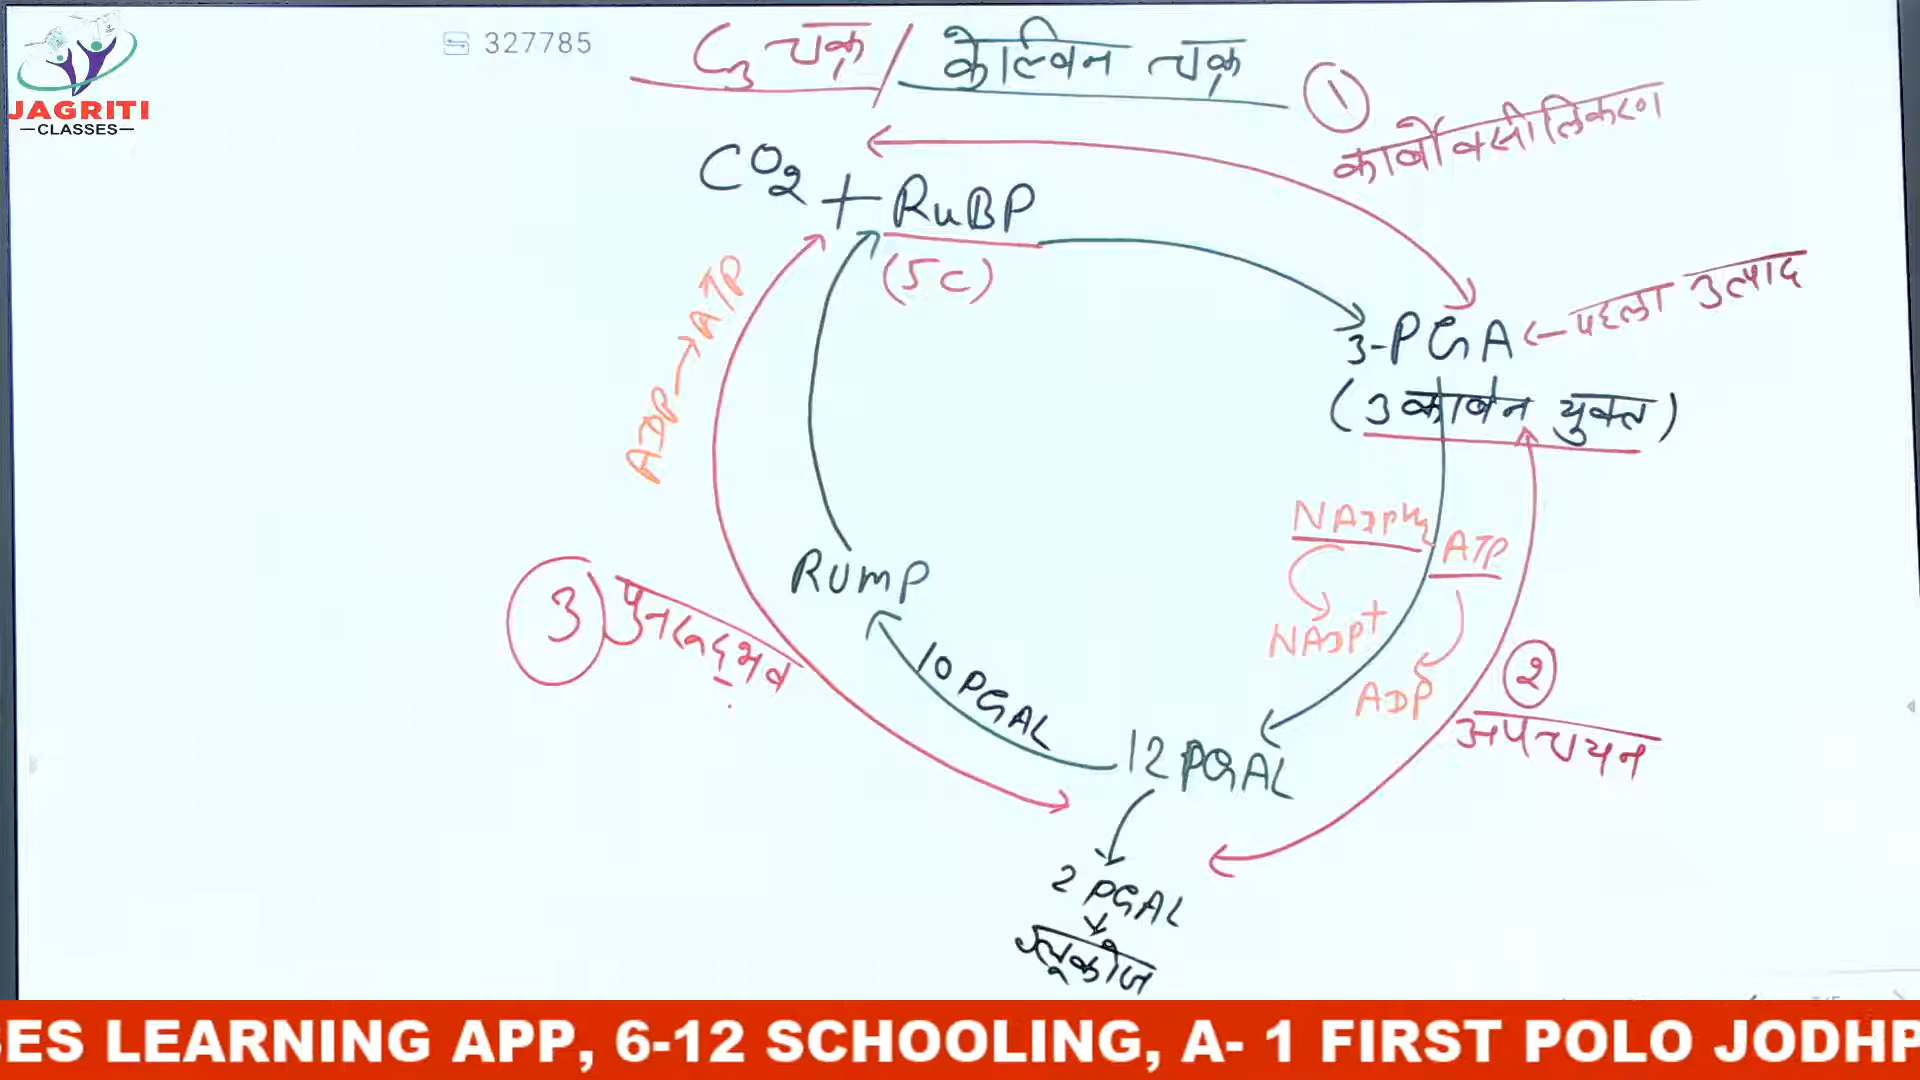 JAGRITI
CLASSES
327785
C3 चक्र / केल्विन चक्र
1
कार्बोक्सीलिकरण
CO2 + RuBP
(5C)
3-PGA ← पहला उत्पाद
(3 कार्बन युक्त)
ADP → ATP
NADPH2 ATP
NADP+
ADP
RUMP
3 पुनरुद्भव
10 PGAL
2
अपचयन
12 PGAL
2 PGAL
ग्लूकोज
SES LEARNING APP, 6-12 SCHOOLING, A- 1 FIRST POLO JODHP